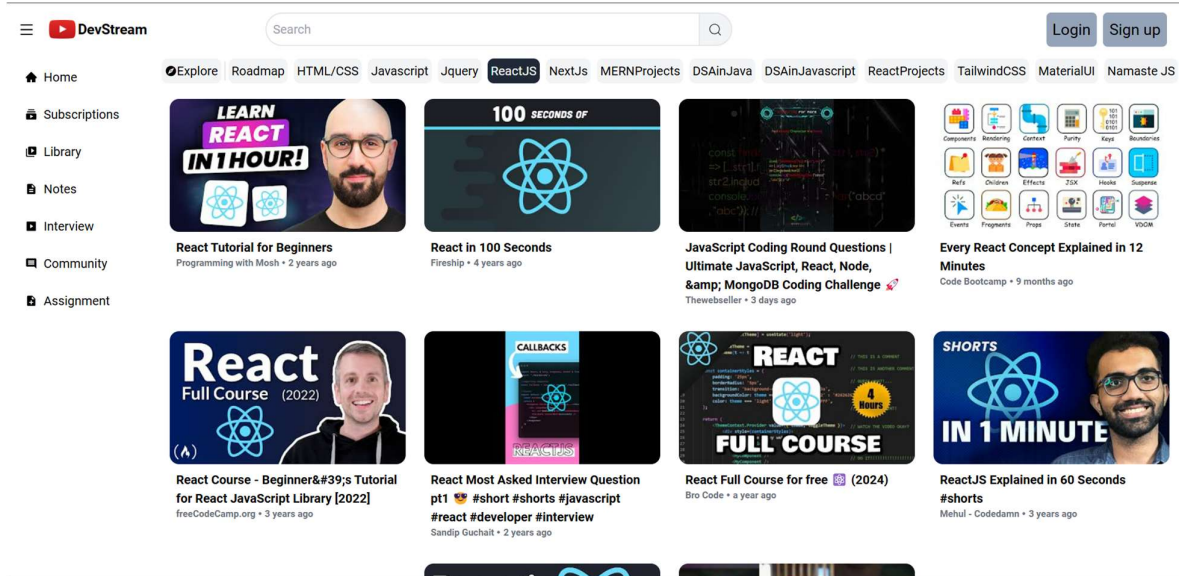 DevStream
Search
Login
Sign up
Home
Subscriptions
Library
Notes
Interview
Community
Assignment
Explore
Roadmap
HTML/CSS
Javascript
Jquery
ReactJS
NextJs
MERNProjects
DSAinJava
DSAinJavascript
ReactProjects
TailwindCSS
MaterialUI
Namaste JS
LEARN
REACT
IN 1 HOUR!
React Tutorial for Beginners
Programming with Mosh • 2 years ago
100 SECONDS OF
React in 100 Seconds
Fireship • 4 years ago
JavaScript Coding Round Questions |
Ultimate JavaScript, React, Node,
&amp; MongoDB Coding Challenge 🚀
Thewebseller • 3 days ago
Components Rendering Context Purity Keys Boundaries
Refs Children Effects JSX Hooks Suspense
Events Fragments Props State Portal VDOM
Every React Concept Explained in 12
Minutes
Code Bootcamp • 9 months ago
React
Full Course (2022)
React Course - Beginner&#39;s Tutorial
for React JavaScript Library [2022]
freeCodeCamp.org • 3 years ago
CALLBACKS
REACTJS
React Most Asked Interview Question
pt1 😎 #short #shorts #javascript
#react #developer #interview
Sandip Guchait • 2 years ago
REACT
4
Hours
FULL COURSE
React Full Course for free ⚛️ (2024)
Bro Code • a year ago
SHORTS
IN 1 MINUTE
ReactJS Explained in 60 Seconds
#shorts
Mehul - Codedamn • 3 years ago